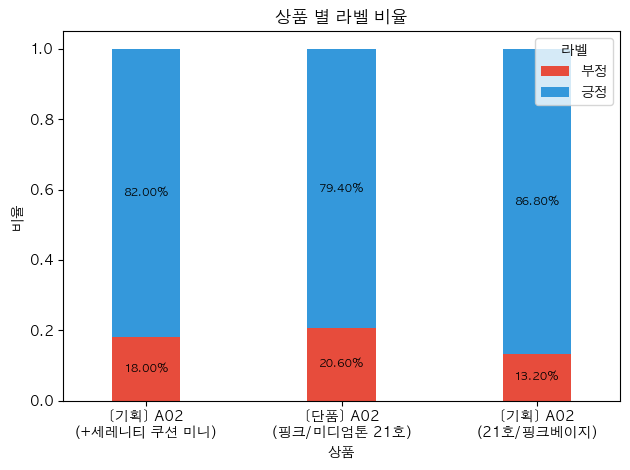 상품 별 라벨 비율
라벨
부정
긍정
비율
1.0
0.8
0.6
0.4
0.2
0.0
82.00%
79.40%
86.80%
18.00%
20.60%
13.20%
[기획] A02
(+세레니티 쿠션 미니)
[단품] A02
(핑크/미디엄톤 21호)
[기획] A02
(21호/핑크베이지)
상품